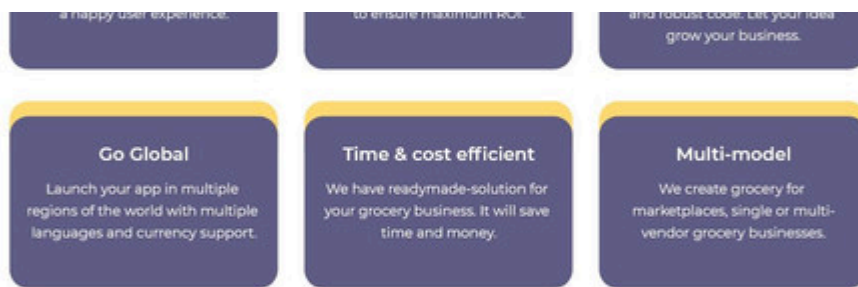 a happy user experience.
to ensure maximum ROI.
and robust code. Let your idea
grow your business.
Go Global
Launch your app in multiple
regions of the world with multiple
languages and currency support.
Time & cost efficient
We have readymade-solution for
your grocery business. It will save
time and money.
Multi-model
We create grocery for
marketplaces, single or multi-
vendor grocery businesses.